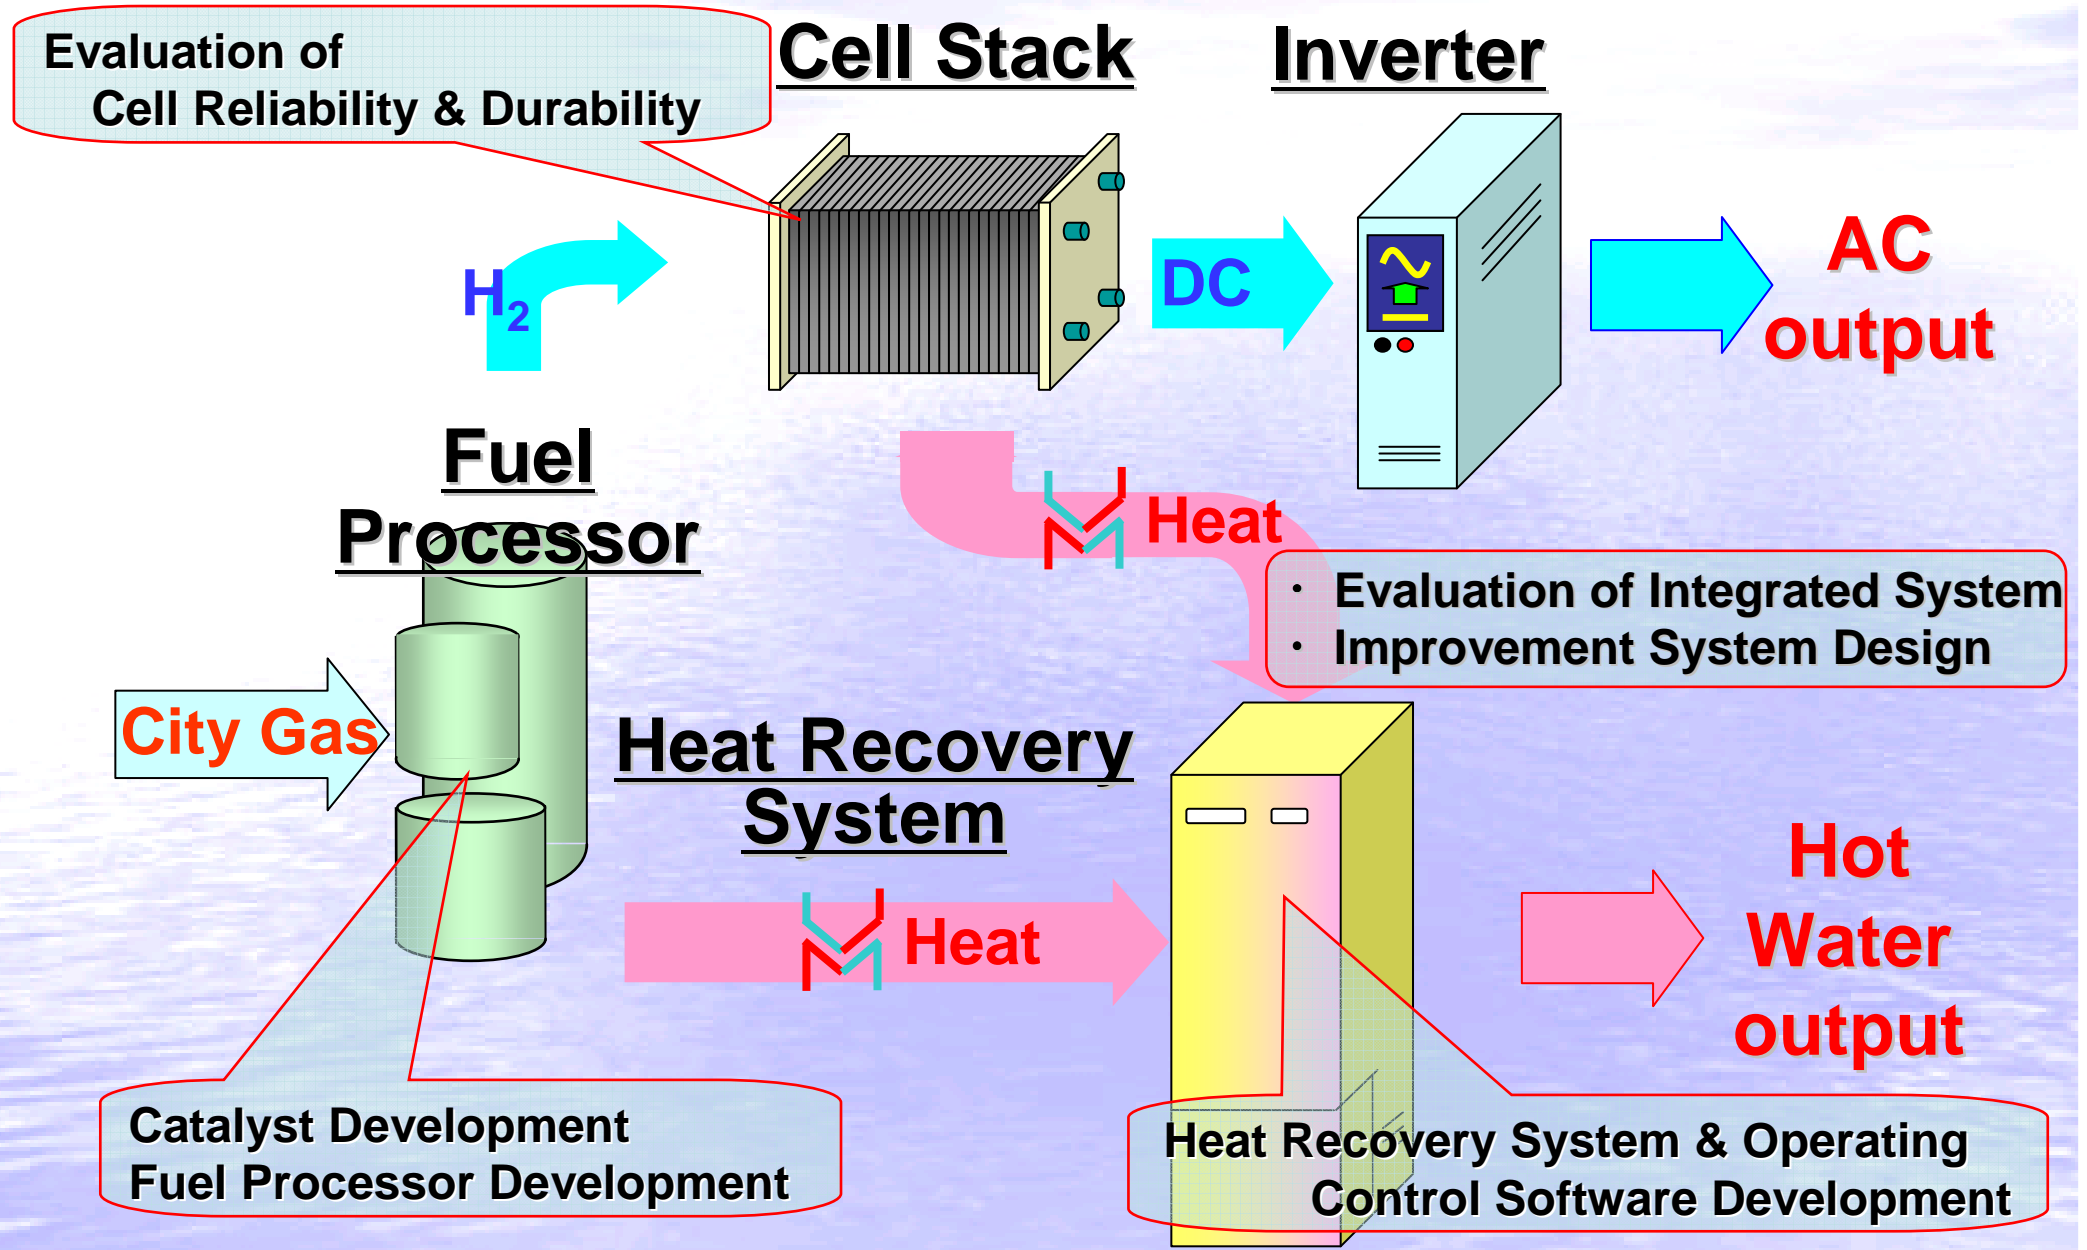 Evaluation of
Cell Reliability & Durability
Cell Stack
Inverter
H2
DC
AC
output
Fuel
Processor
Heat
・ Evaluation of Integrated System
・ Improvement System Design
City Gas
Heat Recovery
System
Heat
Hot
Water
output
Catalyst Development
Fuel Processor Development
Heat Recovery System & Operating
Control Software Development